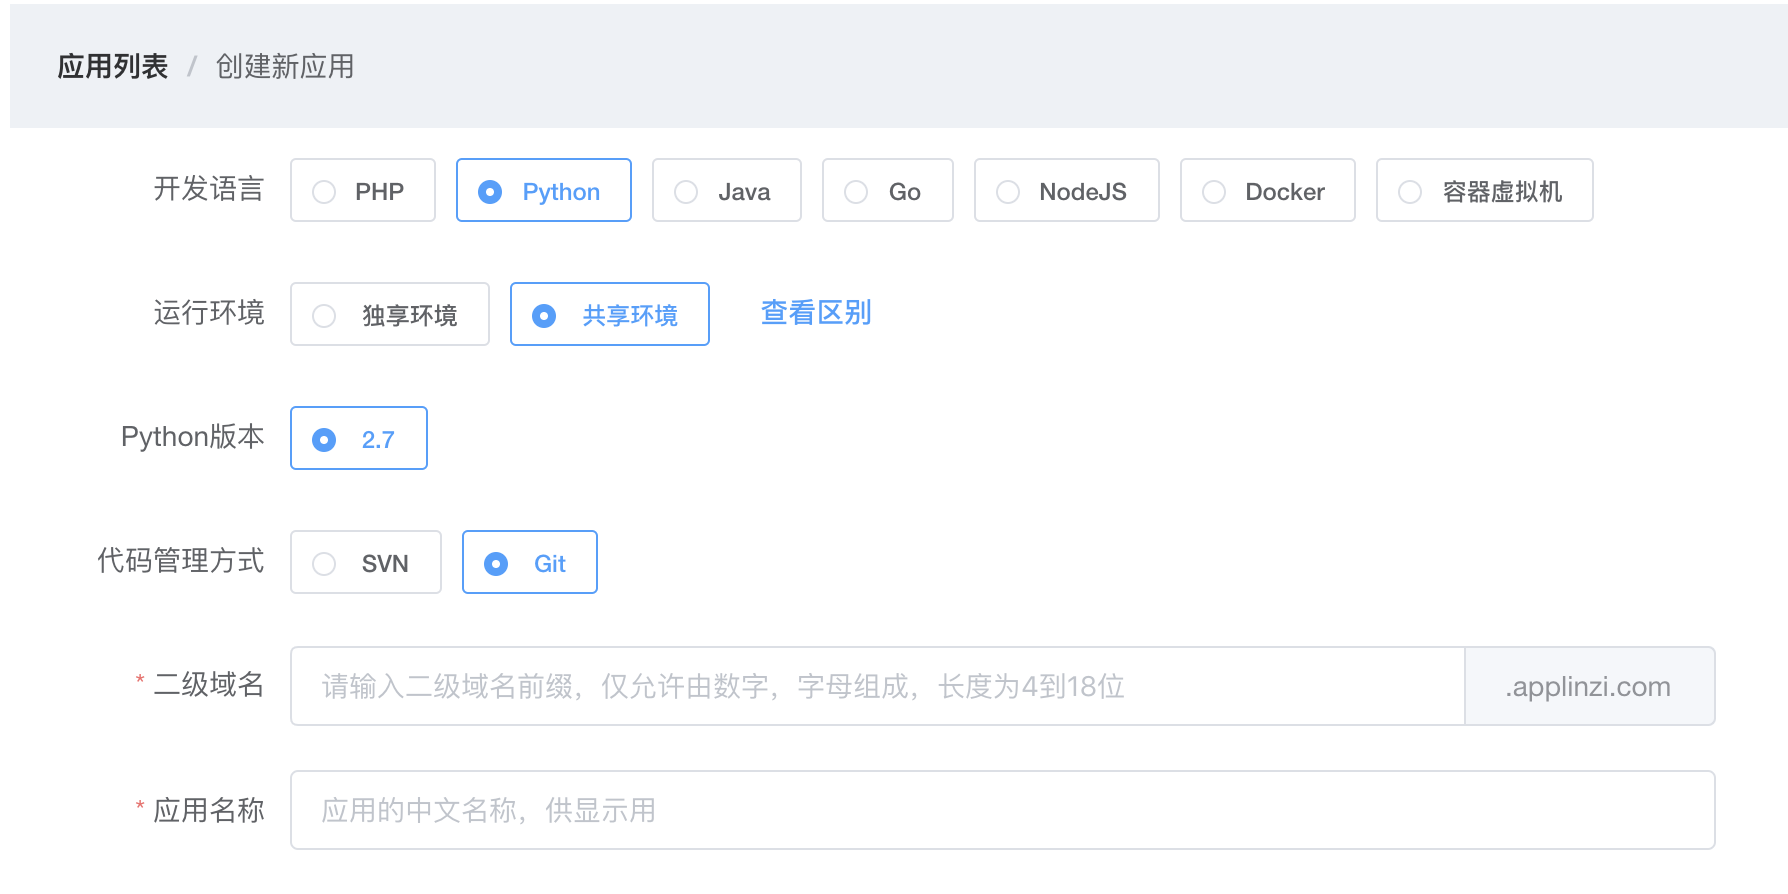 应用列表 / 创建新应用
开发语言 PHP Python Java Go NodeJS Docker 容器虚拟机
运行环境 独享环境 共享环境 查看区别
Python版本 2.7
代码管理方式 SVN Git
* 二级域名 请输入二级域名前缀，仅允许由数字，字母组成，长度为4到18位 .applinzi.com
* 应用名称 应用的中文名称，供显示用